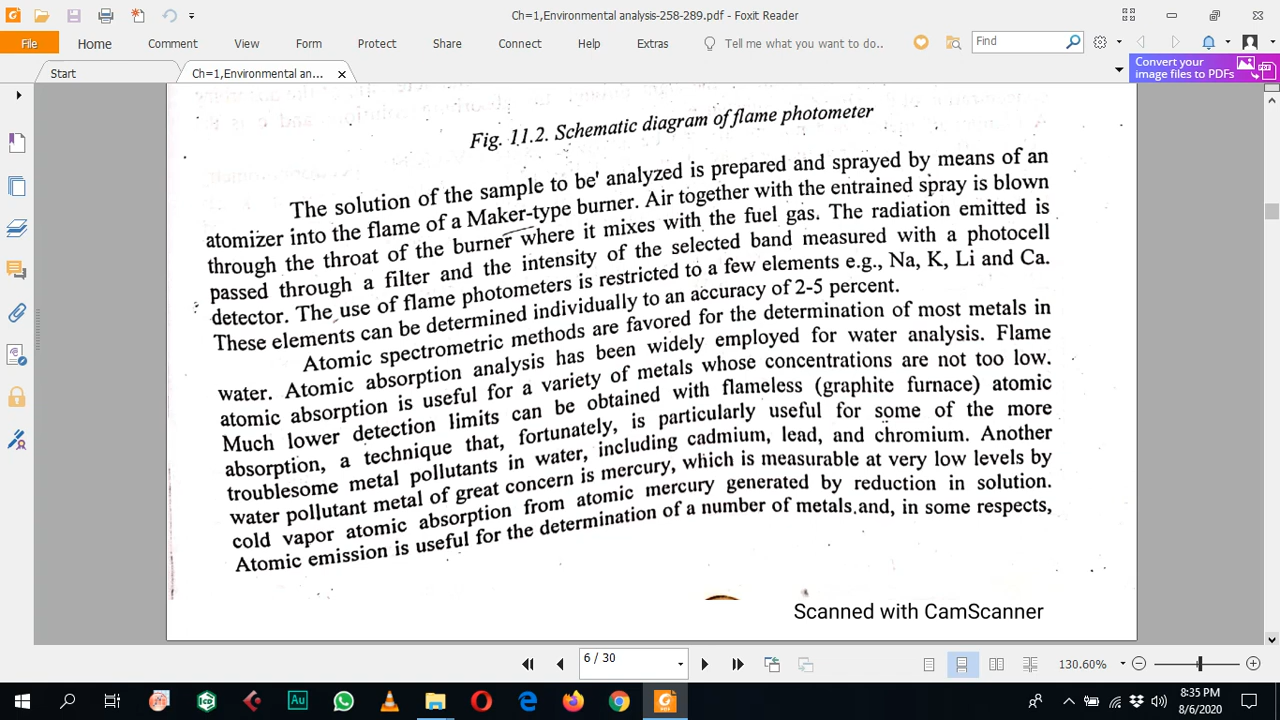 Ch=1,Environmental analysis-258-289.pdf - Foxit Reader
File Home Comment View Form Protect Share Connect Help Extras Tell me what you want to do.. Find
Start Ch=1,Environmental an... Convert your
image files to PDFs
Fig. 11.2. Schematic diagram of flame photometer
The solution of the sample to be' analyzed is prepared and sprayed by means of an
atomizer into the flame of a Maker-type burner. Air together with the entrained spray is blown
through the throat of the burner where it mixes with the fuel gas. The radiation emitted is
passed through a filter and the intensity of the selected band measured with a photocell
detector. The use of flame photometers is restricted to a few elements e.g., Na, K, Li and Ca.
These elements can be determined individually to an accuracy of 2-5 percent.
Atomic spectrometric methods are favored for the determination of most metals in
water. Atomic absorption analysis has been widely employed for water analysis. Flame
atomic absorption is useful for a variety of metals whose concentrations are not too low.
Much lower detection limits can be obtained with flameless (graphite furnace) atomic
absorption, a technique that, fortunately, is particularly useful for some of the more
troublesome metal pollutants in water, including cadmium, lead, and chromium. Another
water pollutant metal of great concern is mercury, which is measurable at very low levels by
cold vapor atomic absorption from atomic mercury generated by reduction in solution.
Atomic emission is useful for the determination of a number of metals and, in some respects,
Scanned with CamScanner
6 / 30 130.60%
8:35 PM
8/6/2020